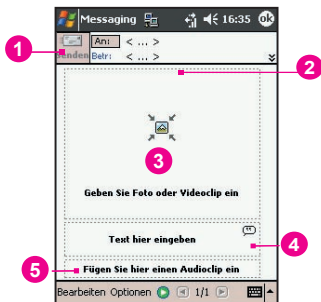 Messaging 16:35 ok
1
Senden An: < ... >
Betr: < ... >
2
3
Geben Sie Foto oder Videoclip ein
Text hier eingeben
4
5 Fügen Sie hier einen Audioclip ein
Bearbeiten Optionen 1/1